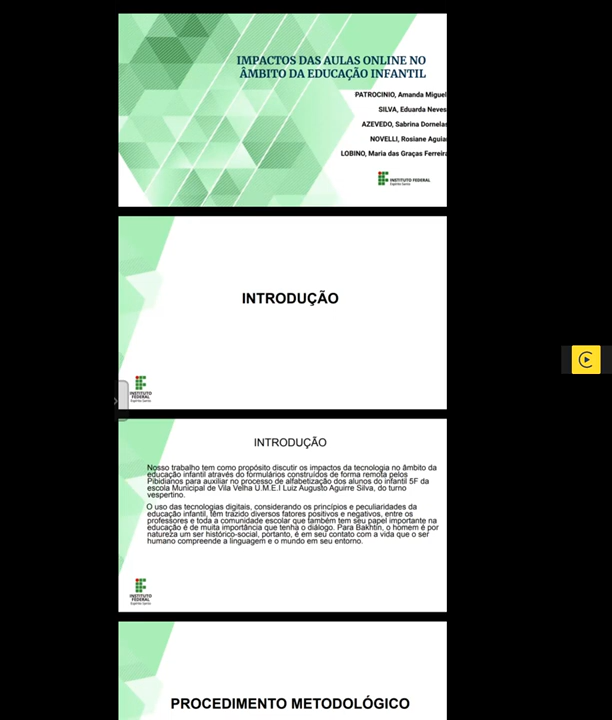 IMPACTOS DAS AULAS ONLINE NO
ÂMBITO DA EDUCAÇÃO INFANTIL
PATROCINIO, Amanda Miguel
SILVA, Eduarda Neves
AZEVEDO, Sabrina Dornelas
NOVELLI, Rosiane Aguiar
LOBINO, Maria das Graças Ferreira
INSTITUTO FEDERAL
Espírito Santo
INTRODUÇÃO
INSTITUTO
FEDERAL
Espírito Santo
INTRODUÇÃO
Nosso trabalho tem como propósito discutir os impactos da tecnologia no âmbito da
educação infantil através do formulários construídos de forma remota pelos
Pibidianos para auxiliar no processo de alfabetização dos alunos do infantil 5F da
escola Municipal de Vila Velha U.M.E.I Luiz Augusto Aguirre Silva, do turno
vespertino.
O uso das tecnologias digitais, considerando os princípios e peculiaridades da
educação infantil, têm trazido diversos fatores positivos e negativos, entre os
professores e toda a comunidade escolar que também tem seu papel importante na
educação é de muita importância que tenha o diálogo. Para Bakhtin, o homem é por
natureza um ser histórico-social, portanto, é em seu contato com a vida que o ser
humano compreende a linguagem e o mundo em seu entorno.
INSTITUTO
FEDERAL
Espírito Santo
PROCEDIMENTO METODOLÓGICO